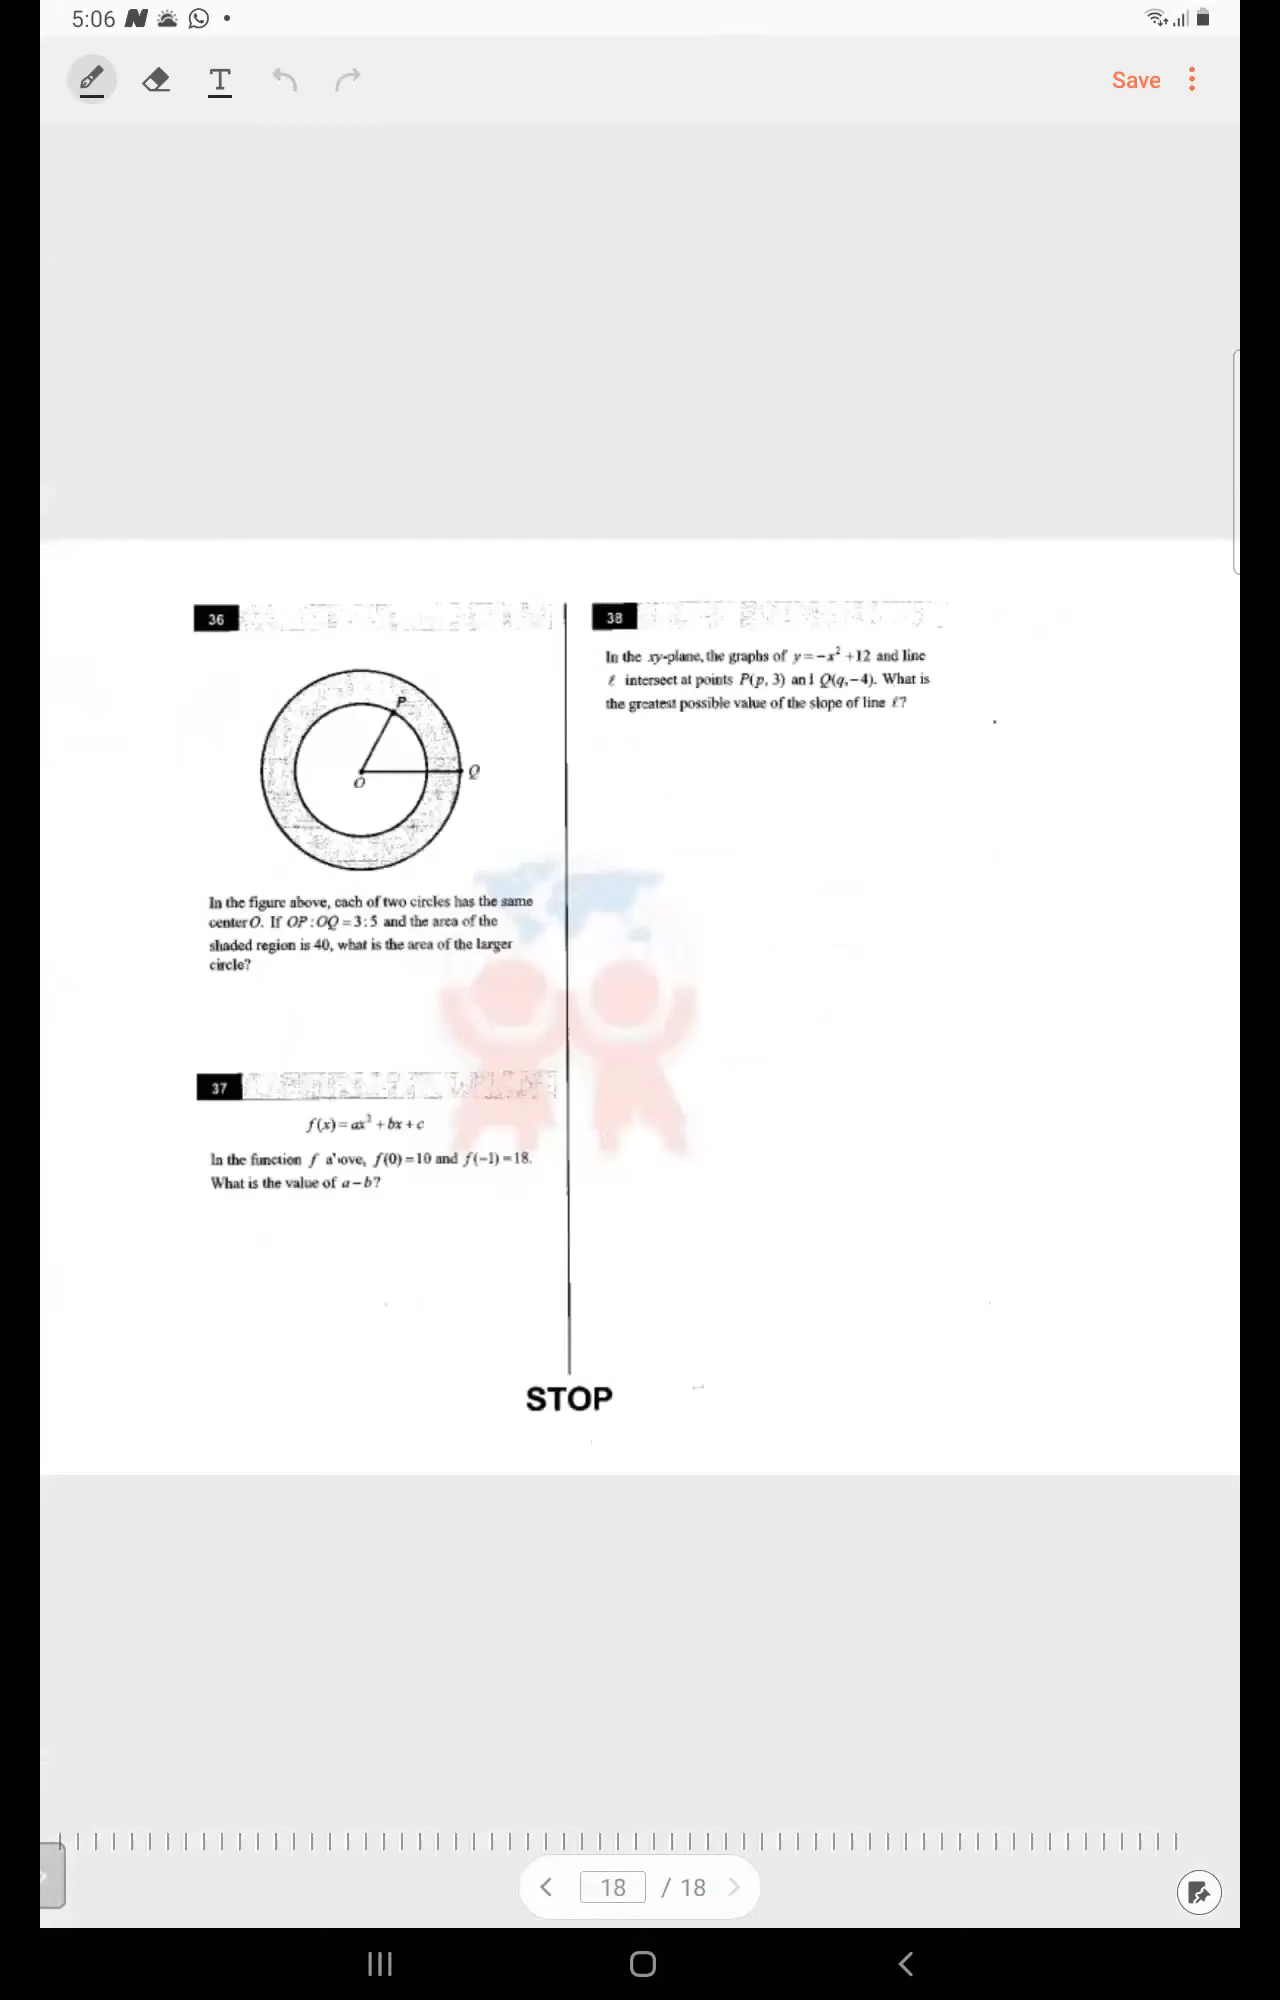 5:06
Save
36
P
O
Q
In the figure above, each of two circles has the same
center O. If OP : OQ = 3 : 5 and the area of the
shaded region is 40, what is the area of the larger
circle?
37
f(x) = ax² + bx + c
In the function f a'ove, f(0) = 10 and f(−1) = 18.
What is the value of a − b?
38
In the xy-plane, the graphs of y = −x² + 12 and line
ℓ intersect at points P(p, 3) an l Q(q, −4). What is
the greatest possible value of the slope of line ℓ?
STOP
18 / 18